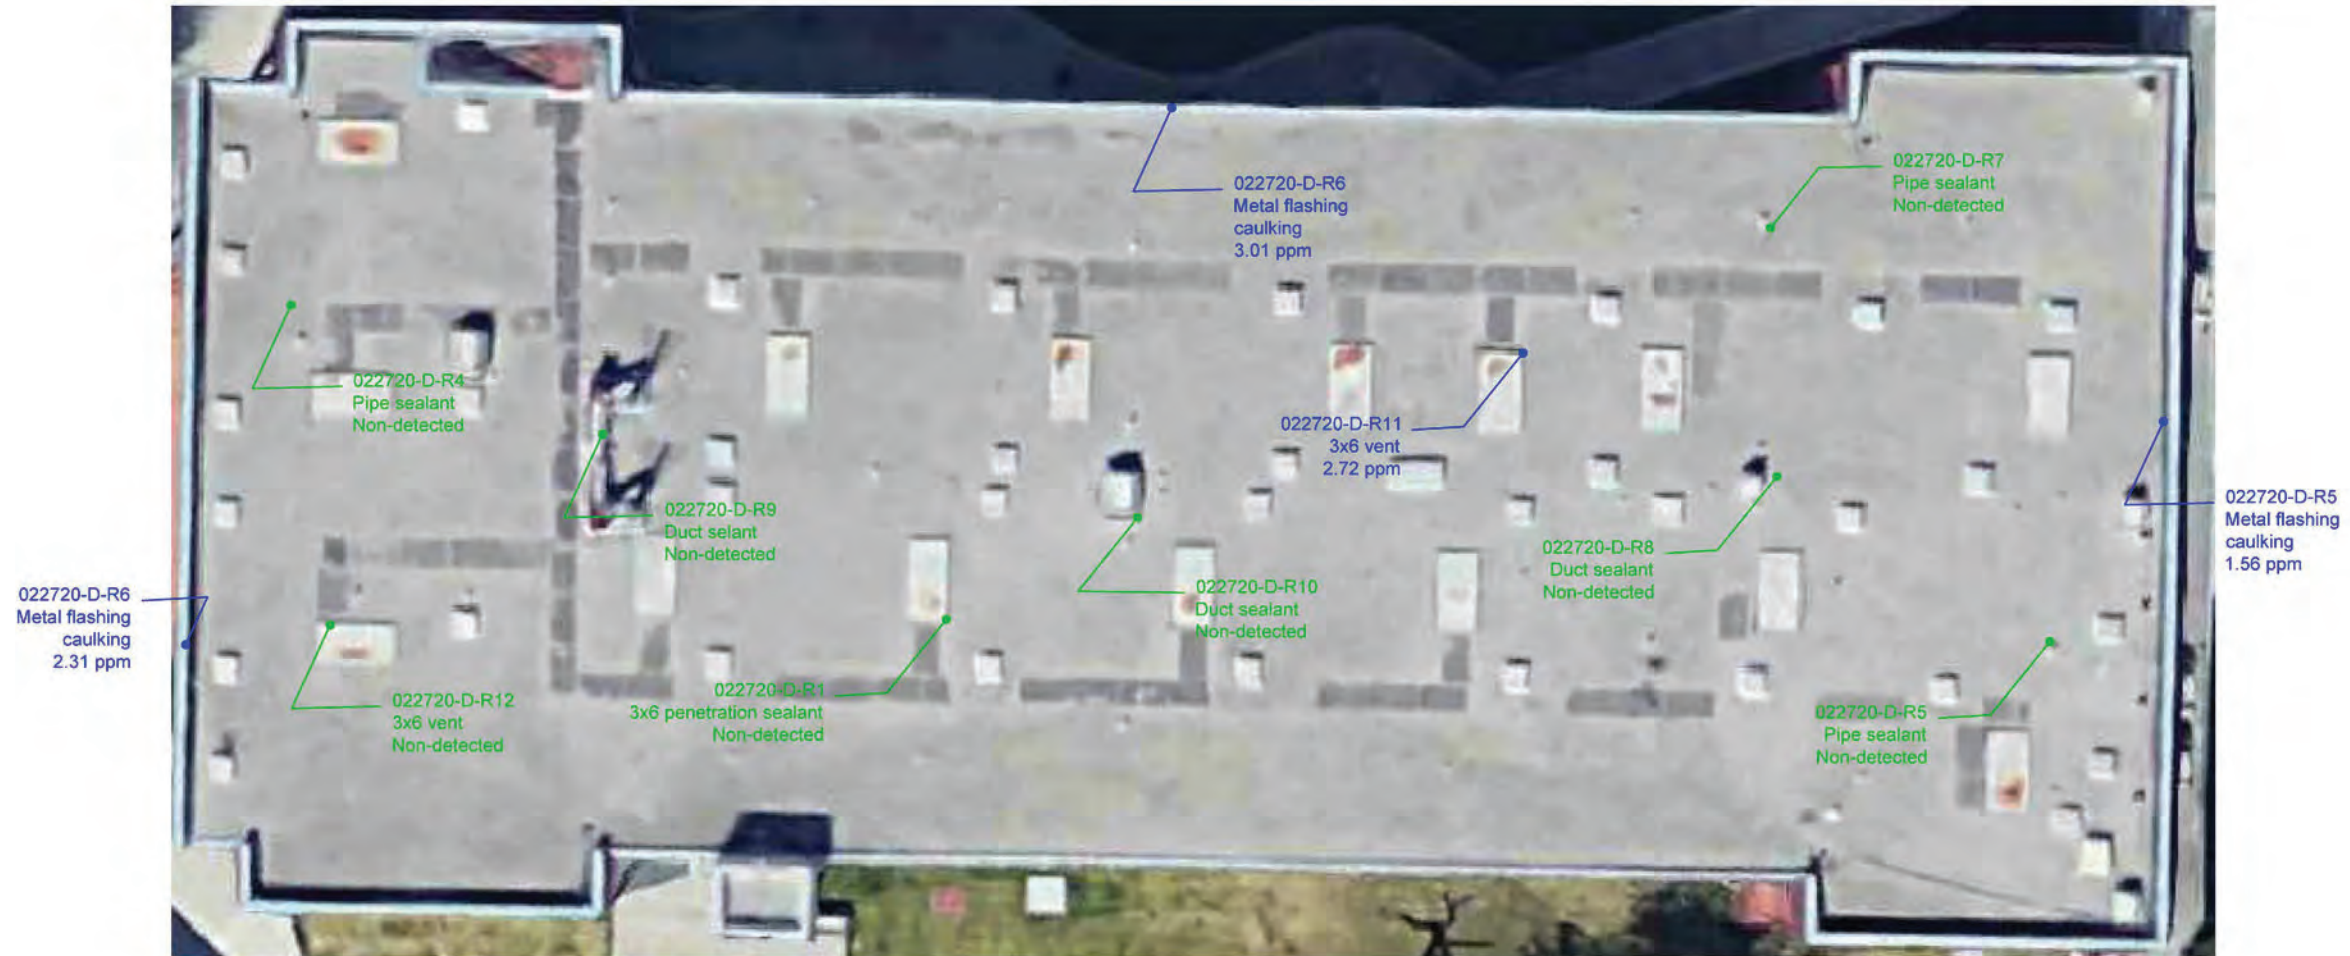 022720-D-R7
Pipe sealant
Non-detected
022720-D-R6
Metal flashing
caulking
3.01 ppm
022720-D-R4
Pipe sealant
Non-detected
022720-D-R11
3x6 vent
2.72 ppm
022720-D-R5
Metal flashing
caulking
1.56 ppm
022720-D-R9
Duct selant
Non-detected
022720-D-R8
Duct sealant
Non-detected
022720-D-R10
Duct sealant
Non-detected
022720-D-R6
Metal flashing
caulking
2.31 ppm
022720-D-R12
3x6 vent
Non-detected
022720-D-R1
3x6 penetration sealant
Non-detected
022720-D-R5
Pipe sealant
Non-detected